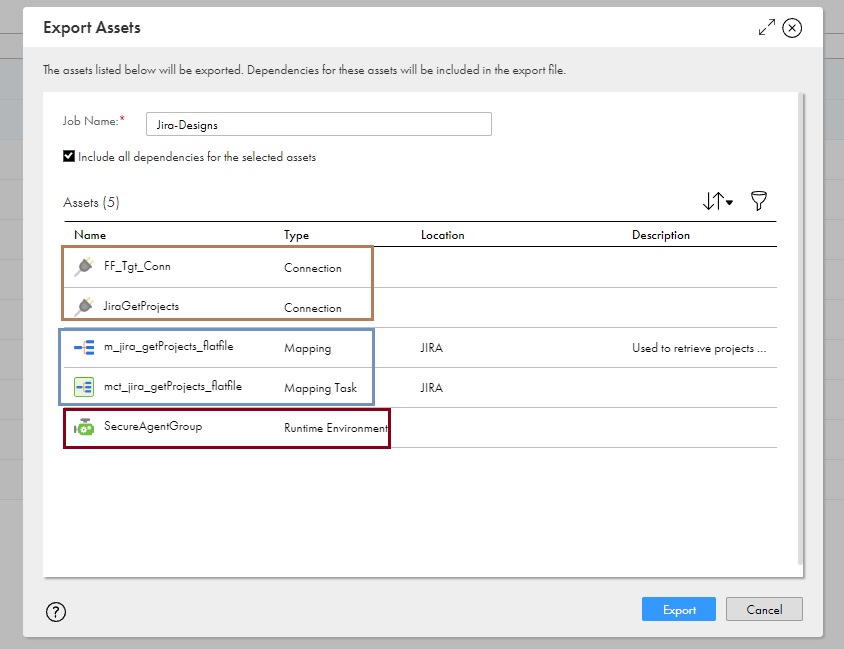 Export Assets
The assets listed below will be exported. Dependencies for these assets will be included in the export file.
Job Name:* Jira-Designs
Include all dependencies for the selected assets
Assets (5)
Name Type Location Description
FF_Tgt_Conn Connection
JiraGetProjects Connection
m_jira_getProjects_flatfile Mapping JIRA Used to retrieve projects ...
mct_jira_getProjects_flatfile Mapping Task JIRA
SecureAgentGroup Runtime Environment
? Export Cancel